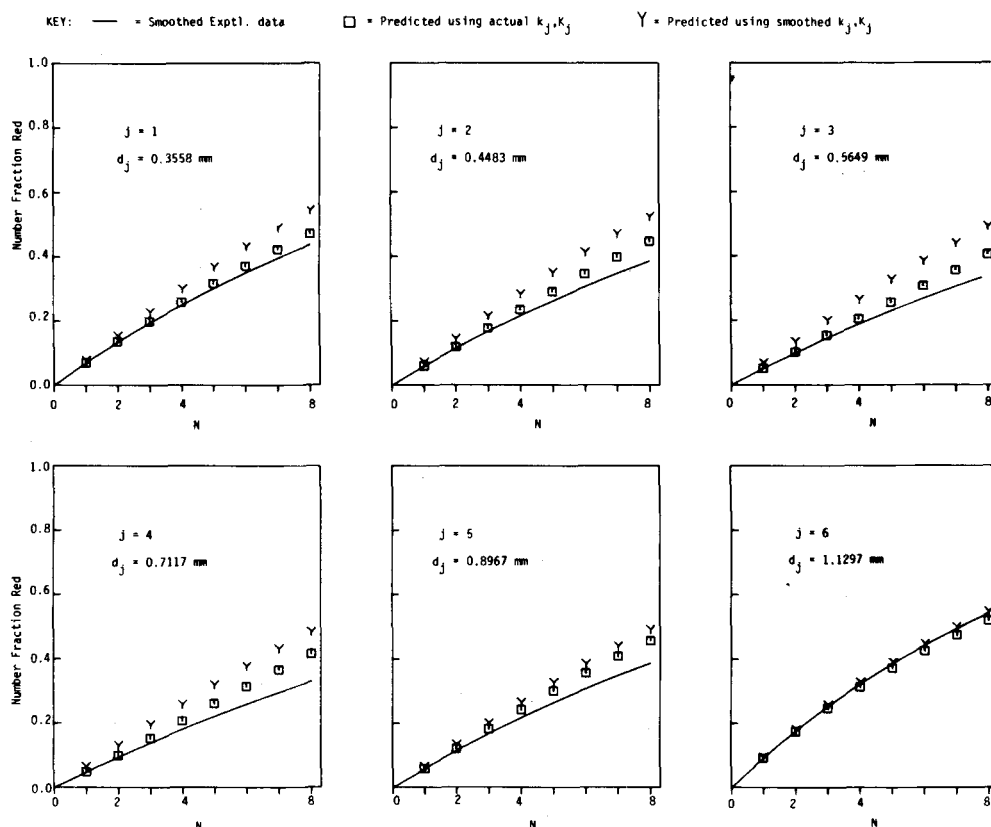 KEY: — = Smoothed Exptl. data □ = Predicted using actual k_j,K_j Y = Predicted using smoothed k_j,K_j
Number Fraction Red
1.0
0.8
0.6
0.4
0.2
0.0
j = 1
d_j = 0.3558 mm
0 2 4 6 8
N
j = 2
d_j = 0.4483 mm
0 2 4 6 8
N
j = 3
d_j = 0.5649 mm
0 2 4 6 8
N
Number Fraction Red
1.0
0.8
0.6
0.4
0.2
0.0
j = 4
d_j = 0.7117 mm
0 2 4 6 8
N
j = 5
d_j = 0.8967 mm
0 2 4 6 8
N
j = 6
d_j = 1.1297 mm
0 2 4 6 8
N